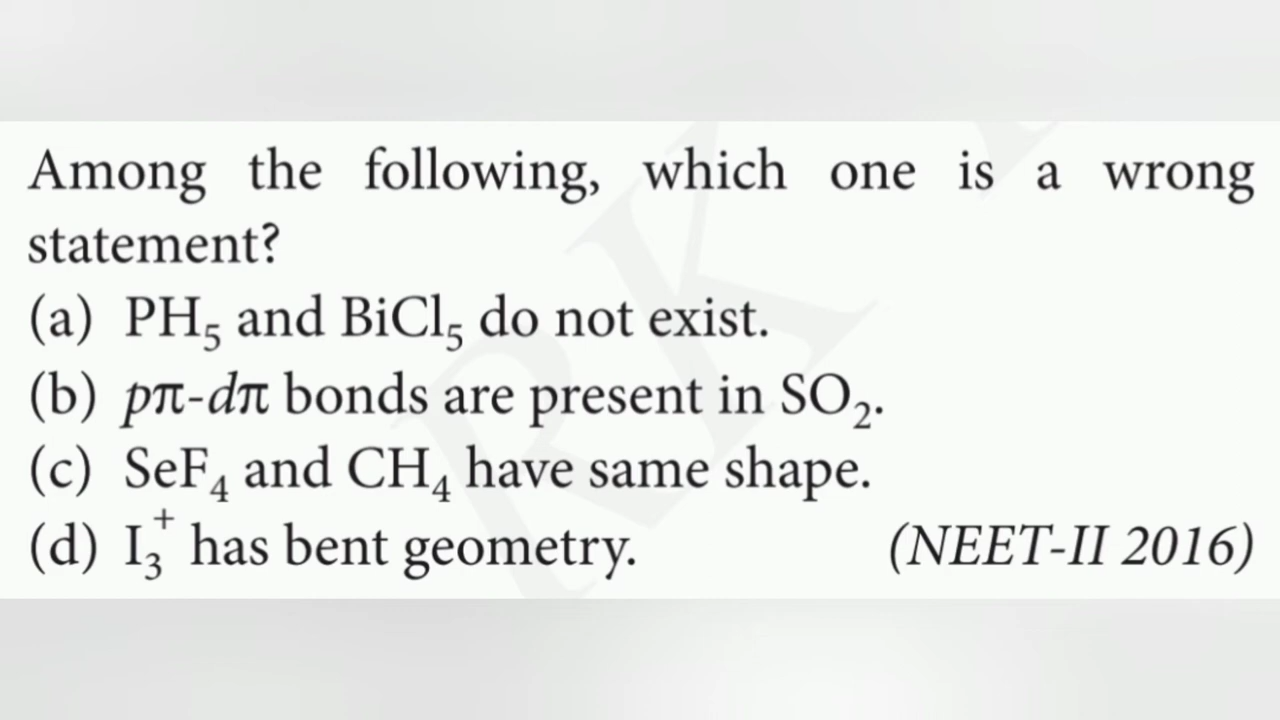 Among the following, which one is a wrong
statement?
(a) PH₅ and BiCl₅ do not exist.
(b) pπ-dπ bonds are present in SO₂.
(c) SeF₄ and CH₄ have same shape.
(d) I₃⁺ has bent geometry. (NEET-II 2016)